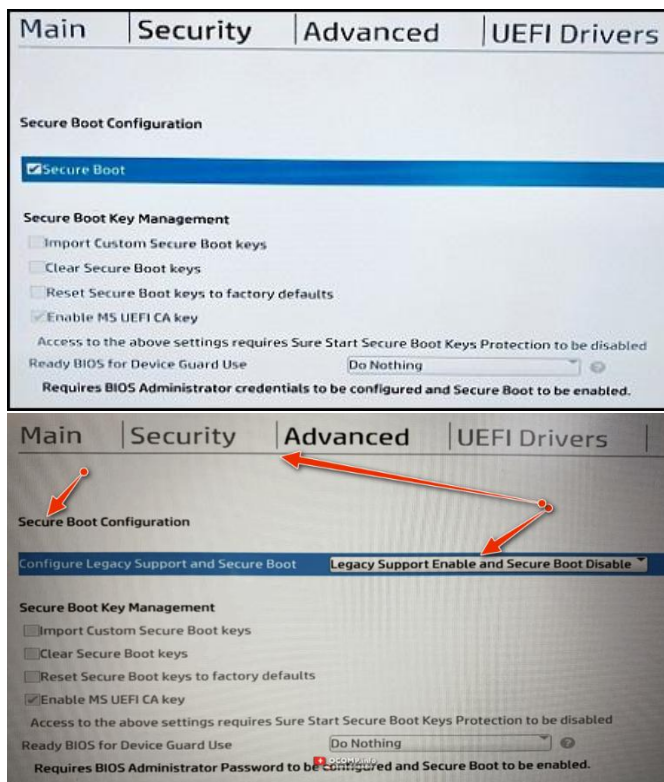 Main Security Advanced UEFI Drivers
Secure Boot Configuration
Secure Boot
Secure Boot Key Management
Import Custom Secure Boot keys
Clear Secure Boot keys
Reset Secure Boot keys to factory defaults
Enable MS UEFI CA key
Access to the above settings requires Sure Start Secure Boot Keys Protection to be disabled
Ready BIOS for Device Guard Use Do Nothing
Requires BIOS Administrator credentials to be configured and Secure Boot to be enabled.
Main Security Advanced UEFI Drivers
Secure Boot Configuration
Configure Legacy Support and Secure Boot Legacy Support Enable and Secure Boot Disable
Secure Boot Key Management
Import Custom Secure Boot keys
Clear Secure Boot keys
Reset Secure Boot keys to factory defaults
Enable MS UEFI CA key
Access to the above settings requires Sure Start Secure Boot Keys Protection to be disabled
Ready BIOS for Device Guard Use Do Nothing
Requires BIOS Administrator Password to be configured and Secure Boot to be enabled.